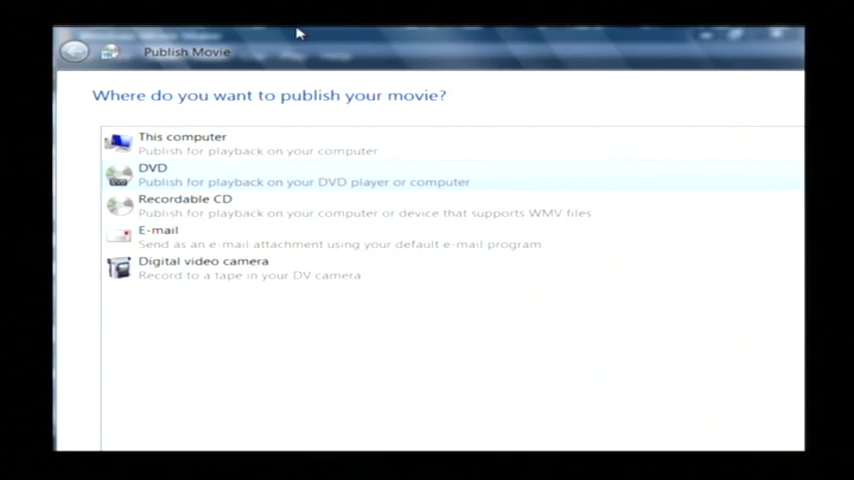 Publish Movie
Where do you want to publish your movie?
This computer
Publish for playback on your computer
DVD
Publish for playback on your DVD player or computer
Recordable CD
Publish for playback on your computer or device that supports WMV files
E-mail
Send as an e-mail attachment using your default e-mail program
Digital video camera
Record to a tape in your DV camera